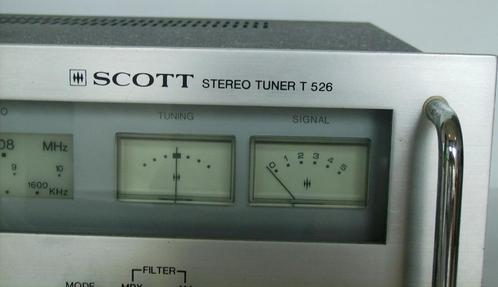 SCOTT STEREO TUNER T 526
TUNING SIGNAL
08 MHz
0 1 2 3 4 5
9 10
1600 KHz
FILTER
MODE MPX